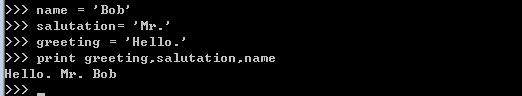 >>> name = 'Bob'
>>> salutation= 'Mr.'
>>> greeting = 'Hello.'
>>> print greeting,salutation,name
Hello. Mr. Bob
>>> _